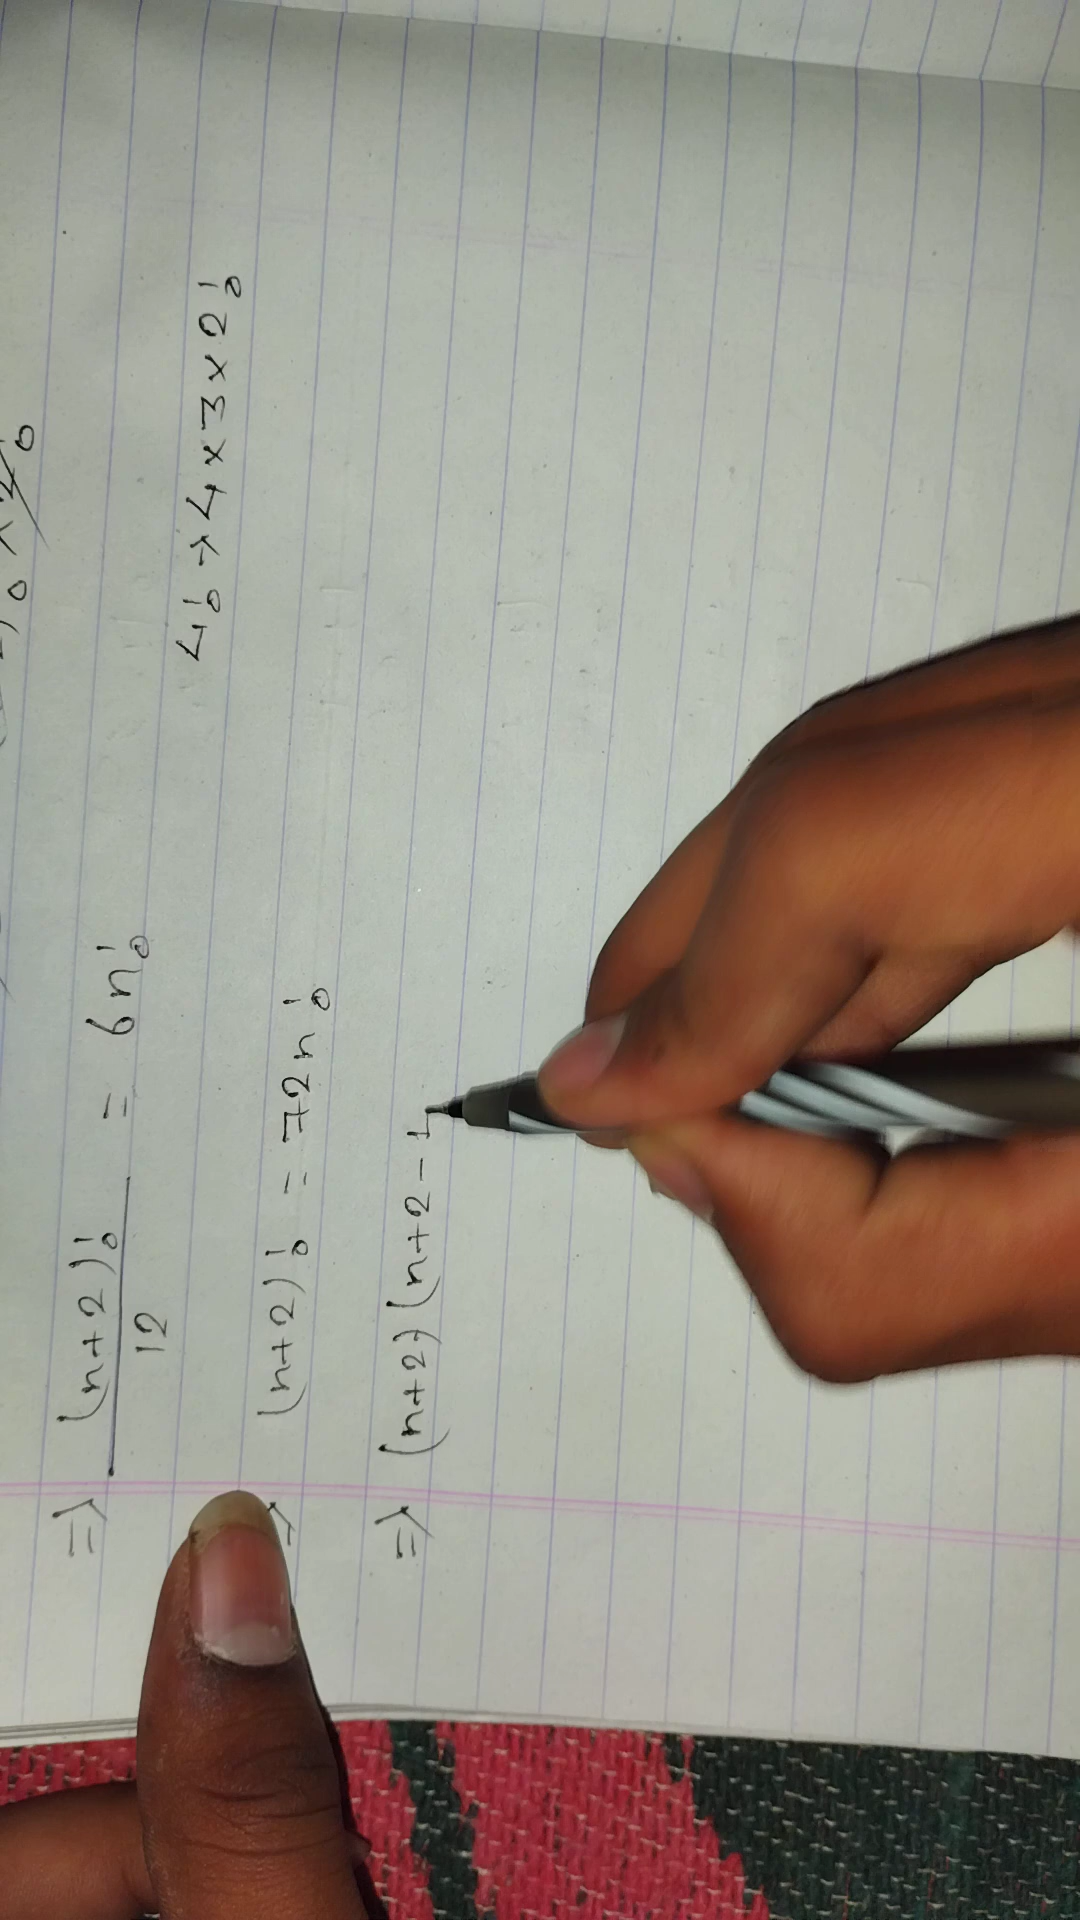 => (n+2)! / 12 = 6n!
4! → 4×3×2!
(n+2)! = 72n!
=> (n+2)(n+2-1